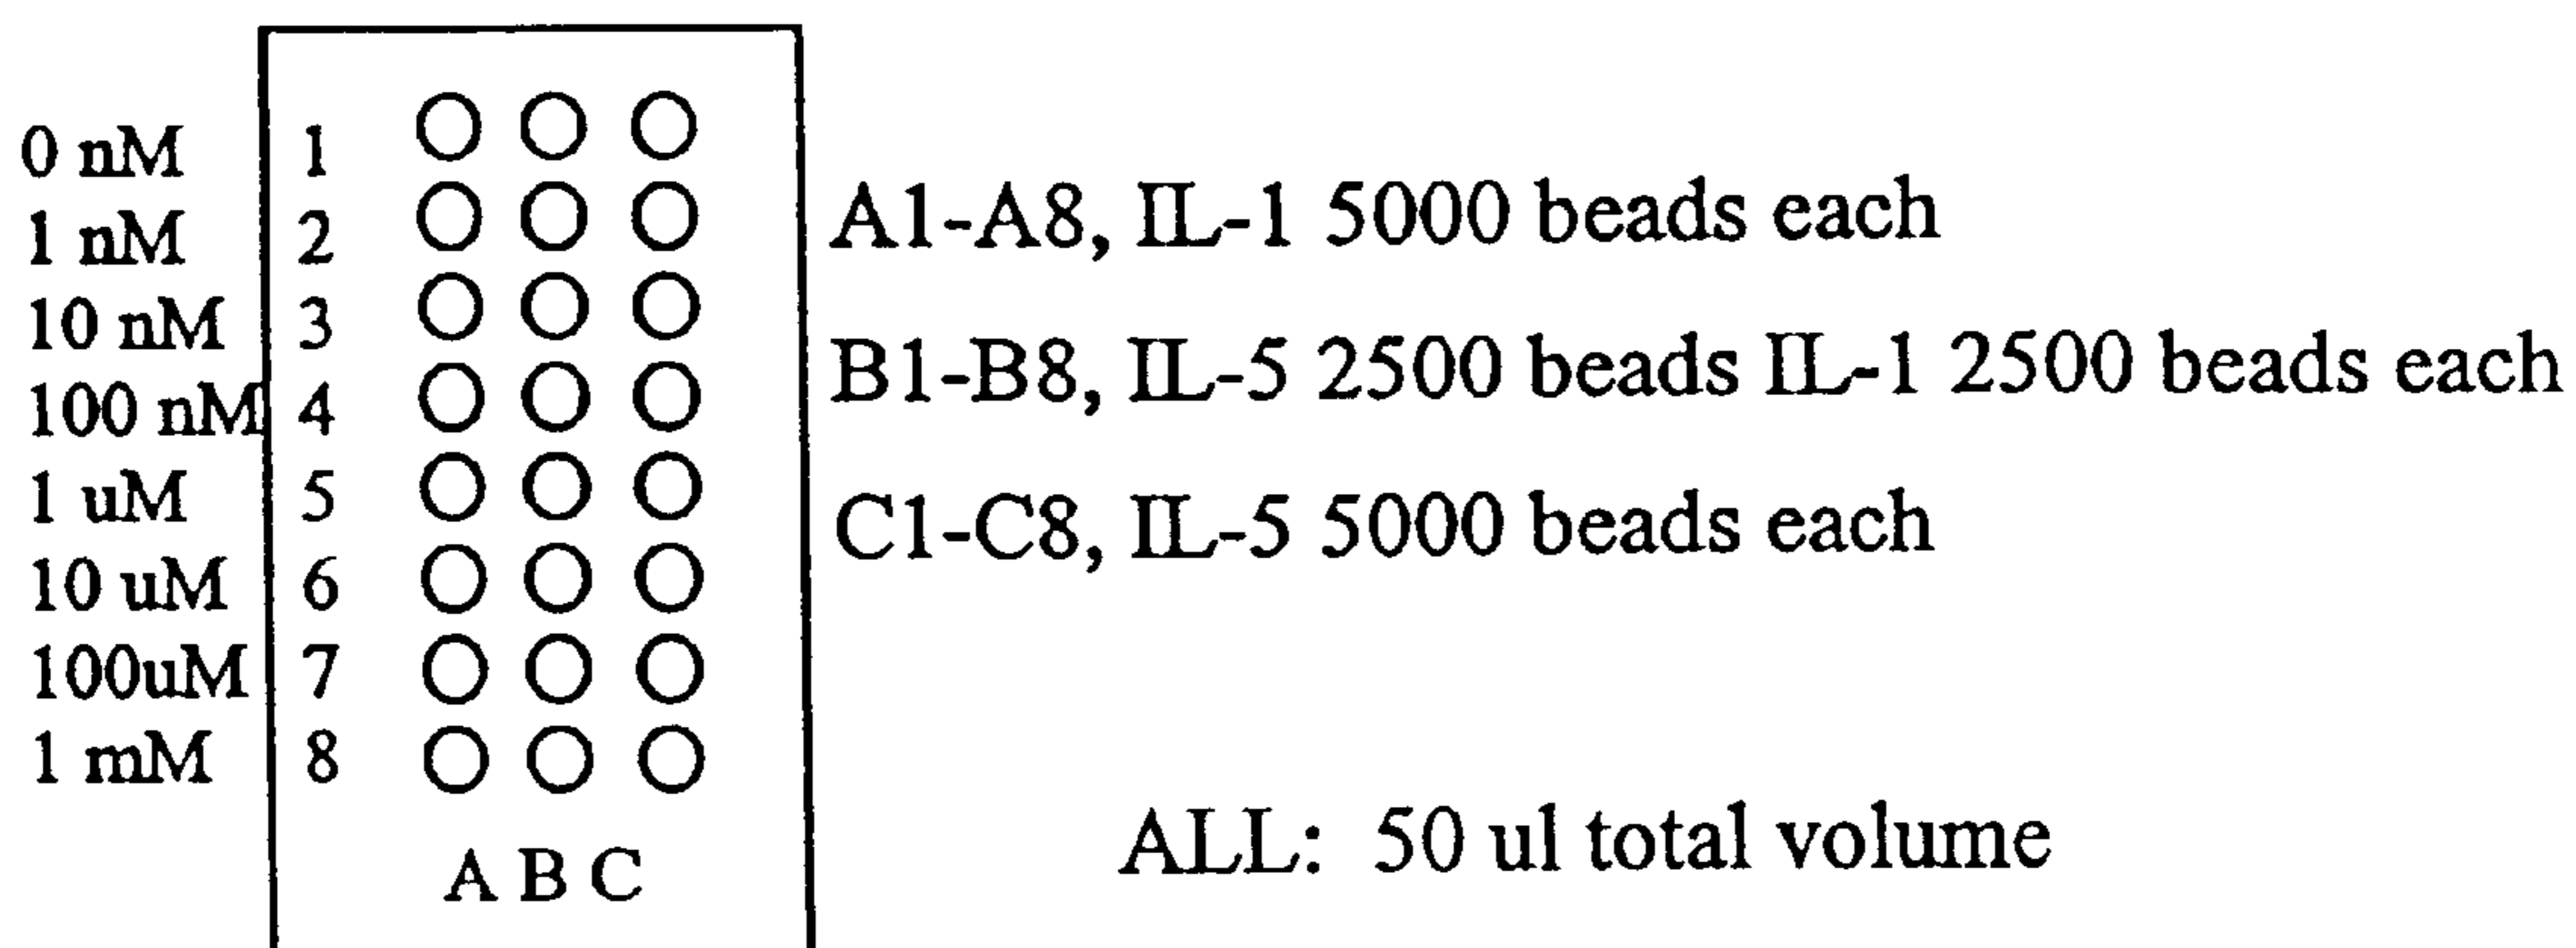 0 nM 1
1 nM 2
10 nM 3
100 nM 4
1 uM 5
10 uM 6
100uM 7
1 mM 8
A B C
A1-A8, IL-1 5000 beads each
B1-B8, IL-5 2500 beads IL-1 2500 beads each
C1-C8, IL-5 5000 beads each
ALL: 50 ul total volume